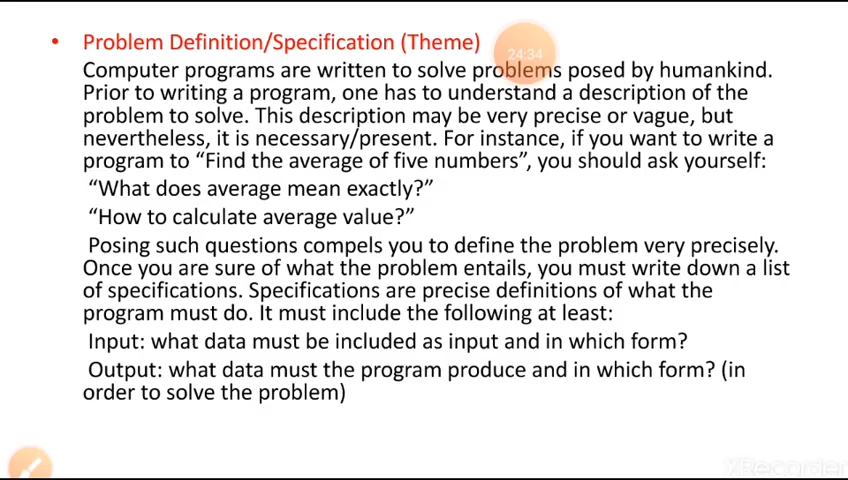 • Problem Definition/Specification (Theme)
24:34
Computer programs are written to solve problems posed by humankind.
Prior to writing a program, one has to understand a description of the
problem to solve. This description may be very precise or vague, but
nevertheless, it is necessary/present. For instance, if you want to write a
program to “Find the average of five numbers”, you should ask yourself:
“What does average mean exactly?”
“How to calculate average value?”
Posing such questions compels you to define the problem very precisely.
Once you are sure of what the problem entails, you must write down a list
of specifications. Specifications are precise definitions of what the
program must do. It must include the following at least:
Input: what data must be included as input and in which form?
Output: what data must the program produce and in which form? (in
order to solve the problem)
XRecorder